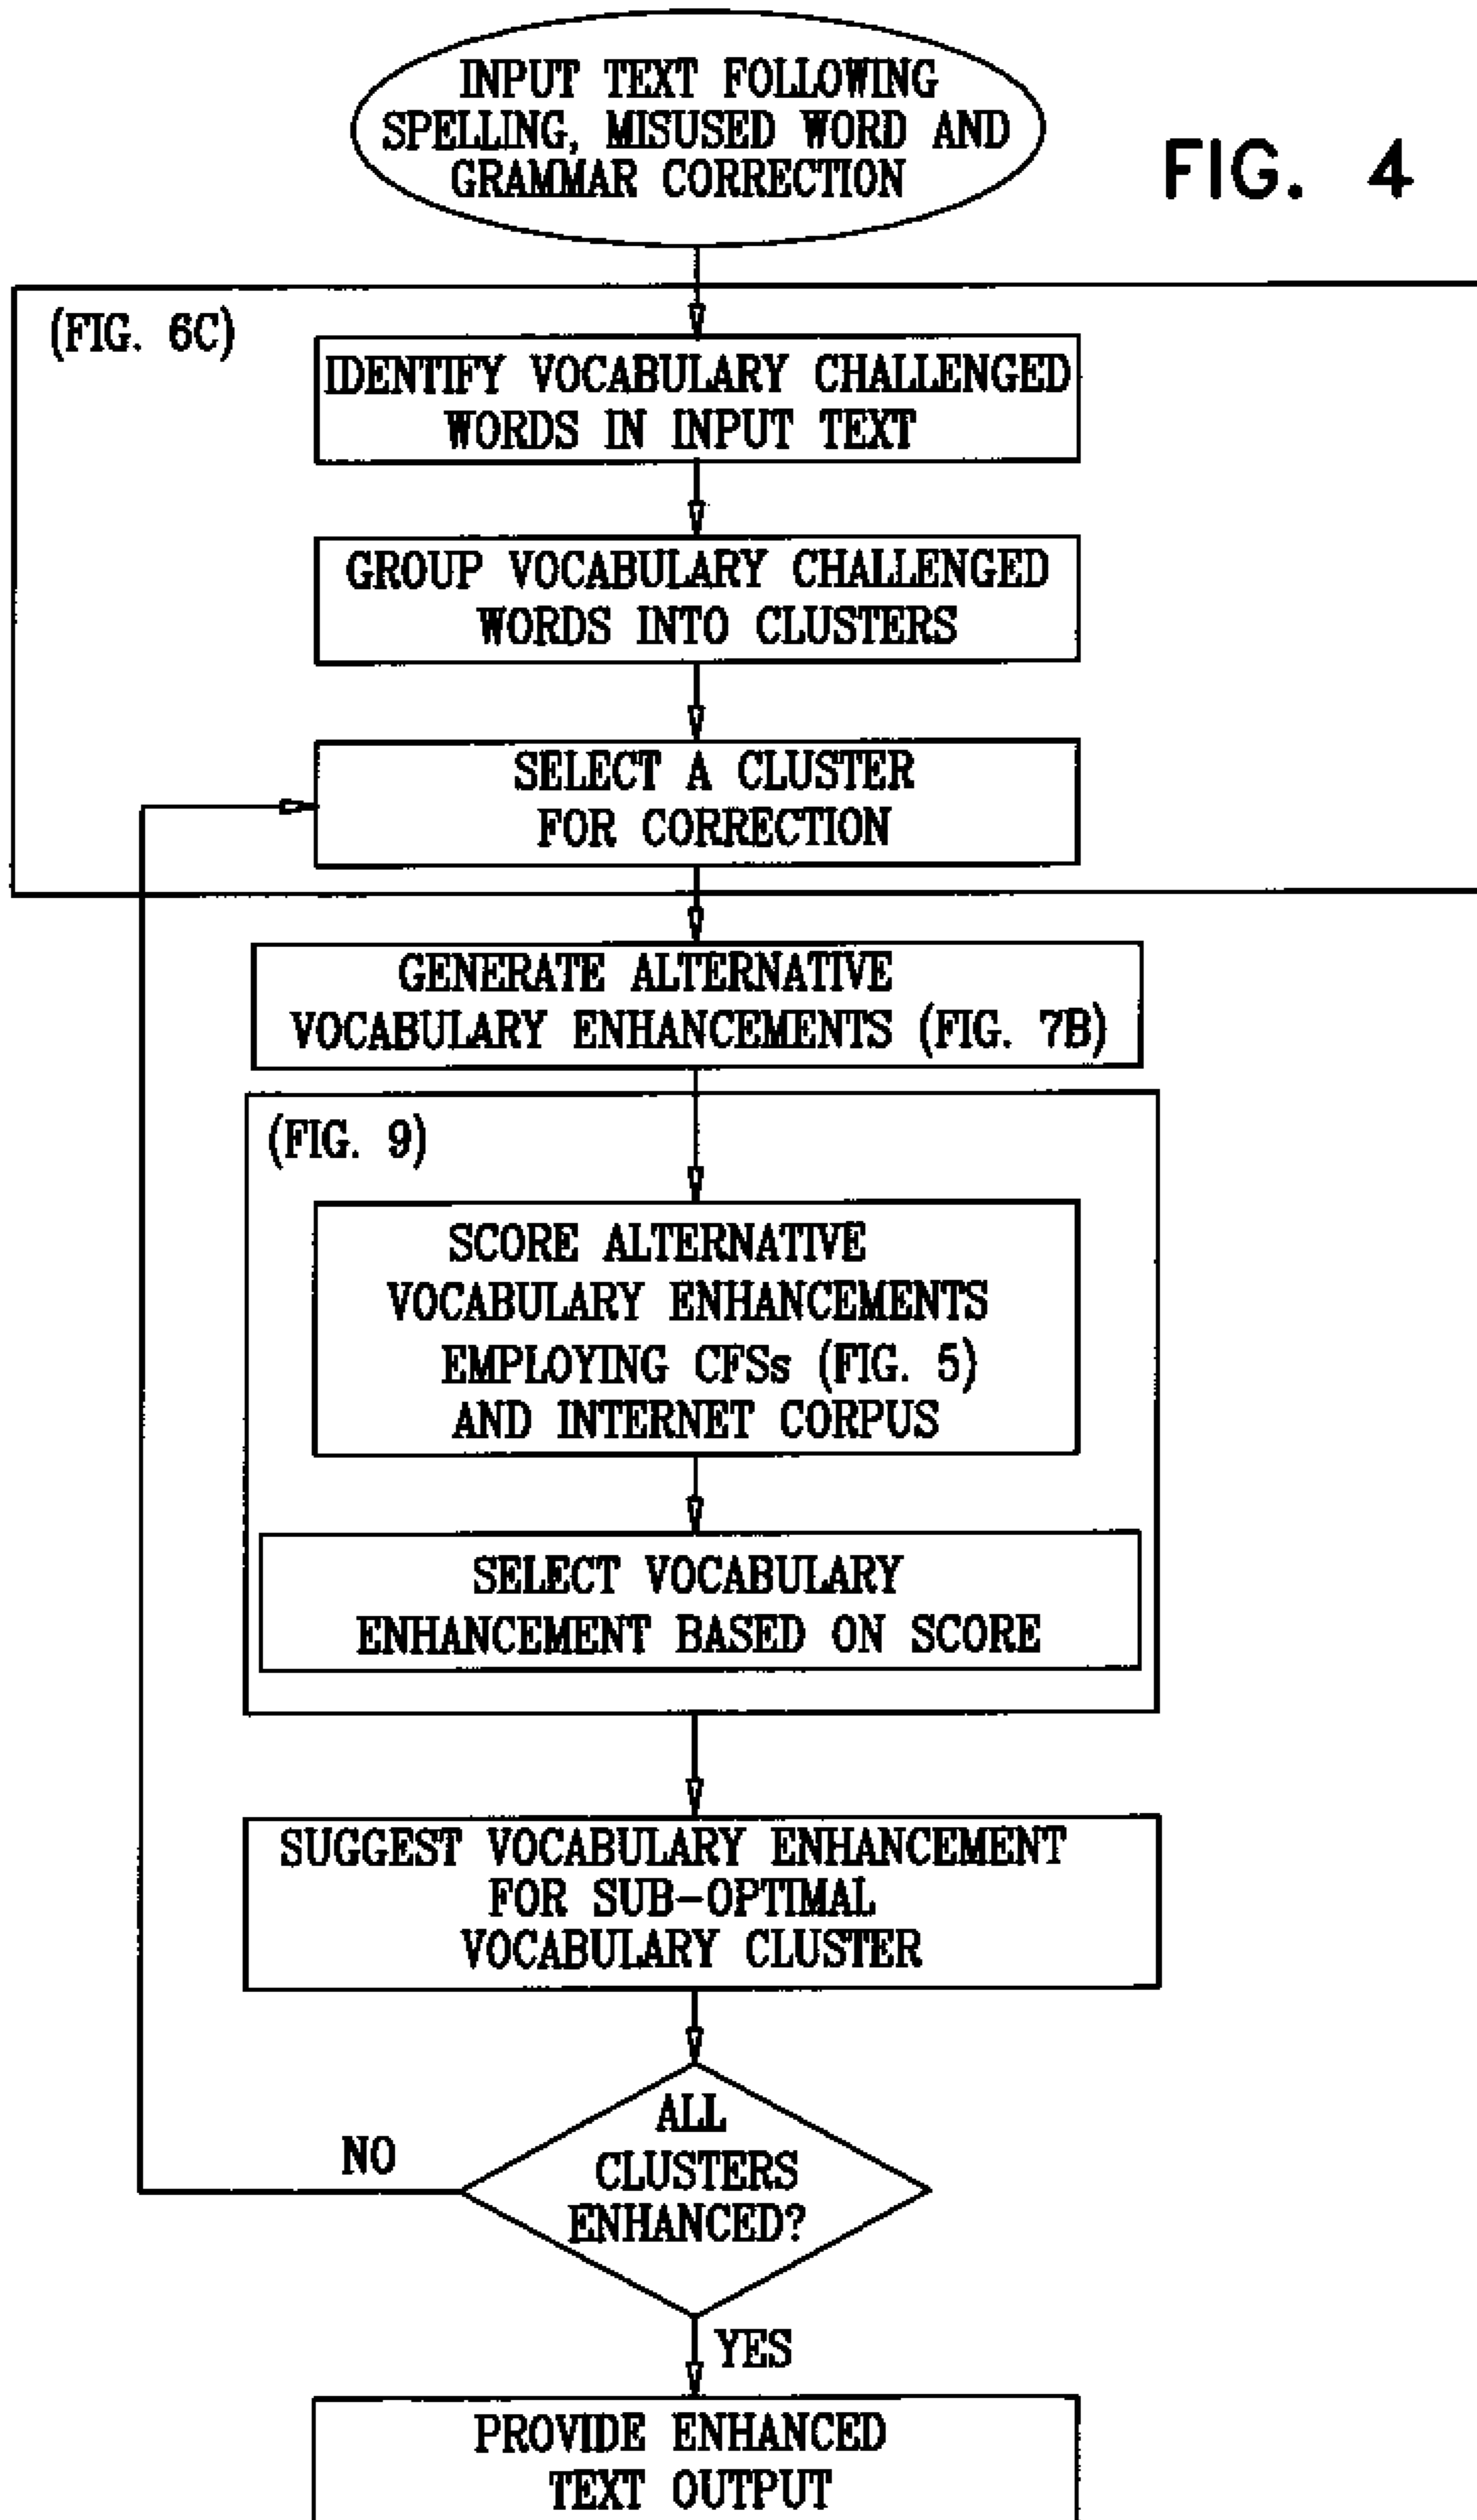 INPUT TEXT FOLLOWING
SPELLING, MISUSED WORD AND
GRAMMAR CORRECTION
FIG. 4
(FIG. 6C)
IDENTIFY VOCABULARY CHALLENGED
WORDS IN INPUT TEXT
GROUP VOCABULARY CHALLENGED
WORDS INTO CLUSTERS
SELECT A CLUSTER
FOR CORRECTION
GENERATE ALTERNATIVE
VOCABULARY ENHANCEMENTS (FIG. 7B)
(FIG. 9)
SCORE ALTERNATIVE
VOCABULARY ENHANCEMENTS
EMPLOYING CFSs (FIG. 5)
AND INTERNET CORPUS
SELECT VOCABULARY
ENHANCEMENT BASED ON SCORE
SUGGEST VOCABULARY ENHANCEMENT
FOR SUB-OPTIMAL
VOCABULARY CLUSTER
ALL
CLUSTERS
ENHANCED?
NO
YES
PROVIDE ENHANCED
TEXT OUTPUT